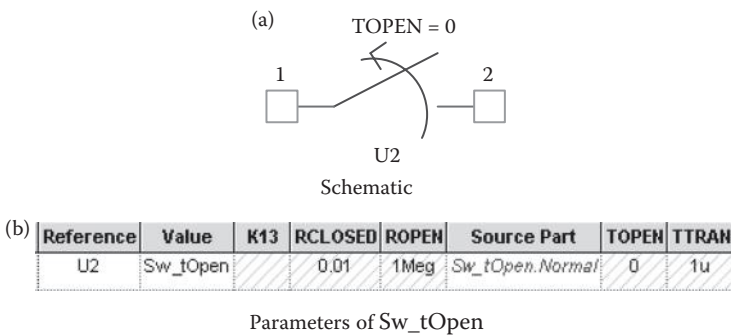 (a)
TOPEN = 0
1
2
U2
Schematic
(b)
Reference Value K13 RCLOSED ROPEN Source Part TOPEN TTRAN
U2 Sw_tOpen 0.01 1Meg Sw_tOpen.Normal 0 1u
Parameters of Sw_tOpen